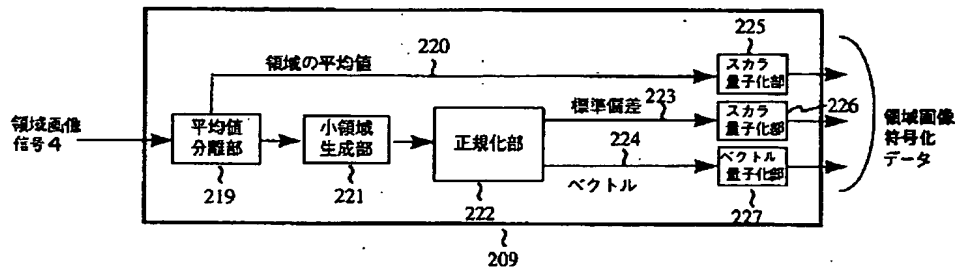 225
220
領域の平均値
スカラ
量子化部
標準偏差
223
226
領域画像
信号4
平均値
分離部
小領域
生成部
正規化部
スカラ
量子化部
領域画像
符号化
データ
224
ベクトル
ベクトル
量子化部
219
221
222
227
209